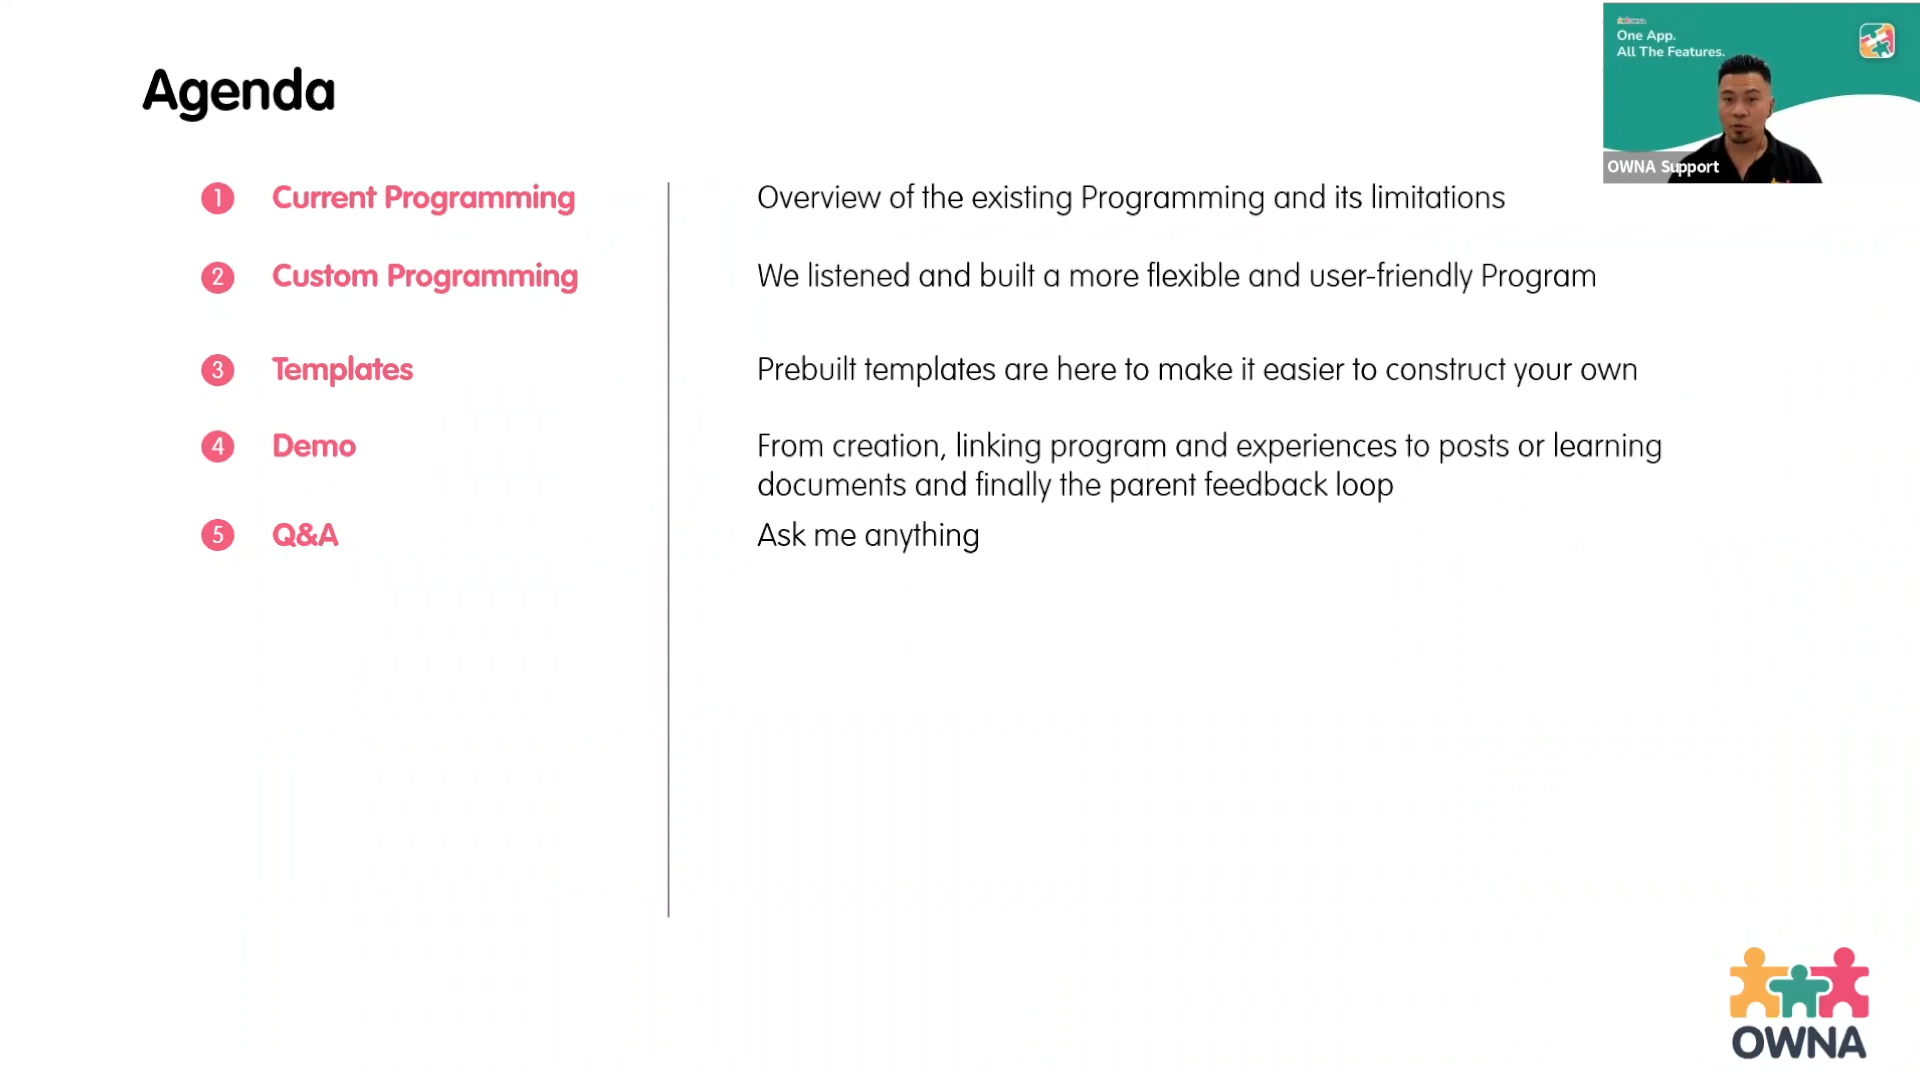 Agenda
1 Current Programming
Overview of the existing Programming and its limitations
2 Custom Programming
We listened and built a more flexible and user-friendly Program
3 Templates
Prebuilt templates are here to make it easier to construct your own
4 Demo
From creation, linking program and experiences to posts or learning
documents and finally the parent feedback loop
5 Q&A
Ask me anything
OWNA
One App.
All The Features.
OWNA Support
OWNA